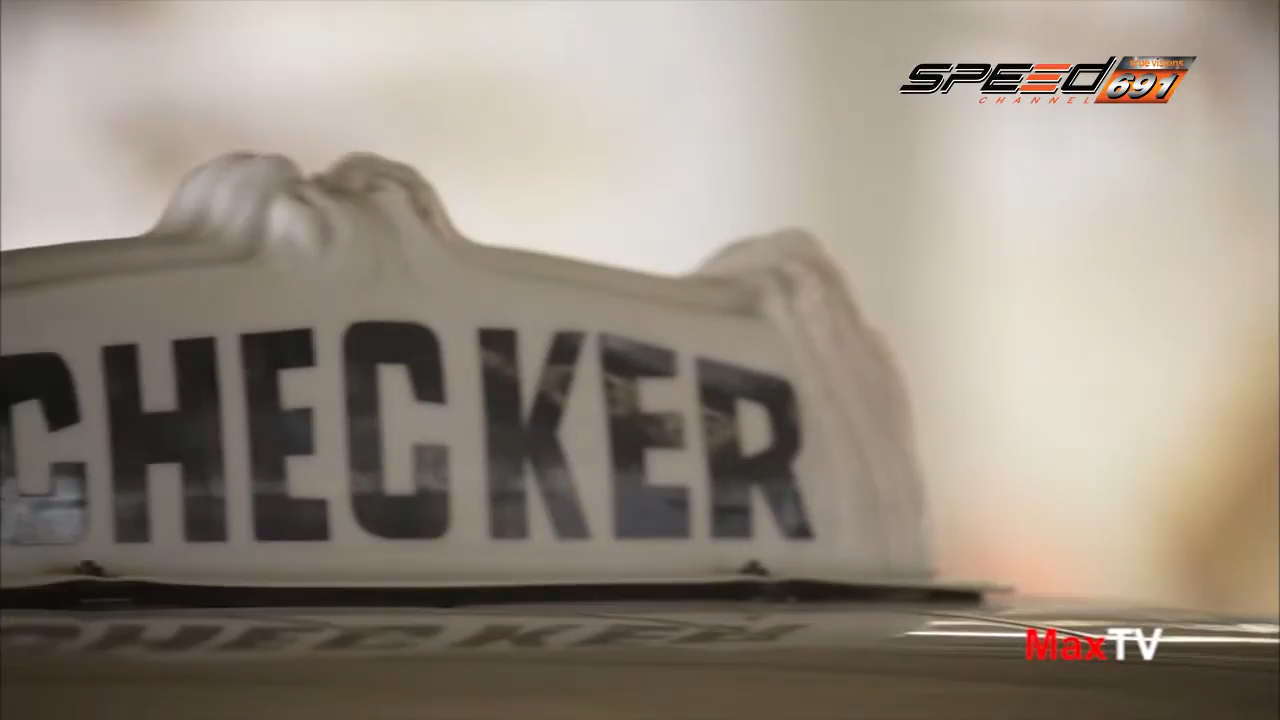 SPEED
true visions
CHANNEL
691
CHECKER
CHECKER
MaxTV